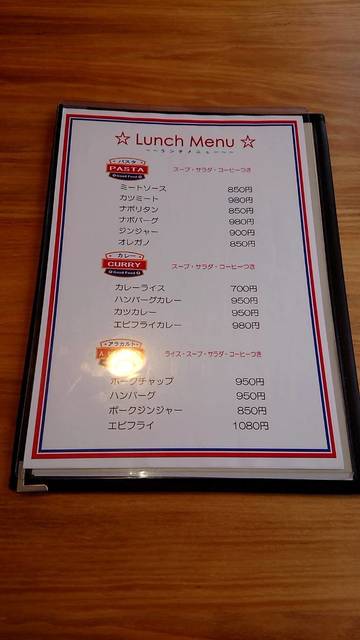 ☆ Lunch Menu ☆
～～ランチメニュー～～
パスタ
PASTA
Good Food
スープ・サラダ・コーヒーつき
ミートソース 850円
カツミート 980円
ナポリタン 850円
ナポバーグ 980円
ジンジャー 900円
オレガノ 850円
カレー
CURRY
Good Food
スープ・サラダ・コーヒーつき
カレーライス 700円
ハンバーグカレー 950円
カツカレー 950円
エビフライカレー 980円
アラカルト
ライス・スープ・サラダ・コーヒーつき
ポークチャップ 950円
ハンバーグ 950円
ポークジンジャー 850円
エビフライ 1080円